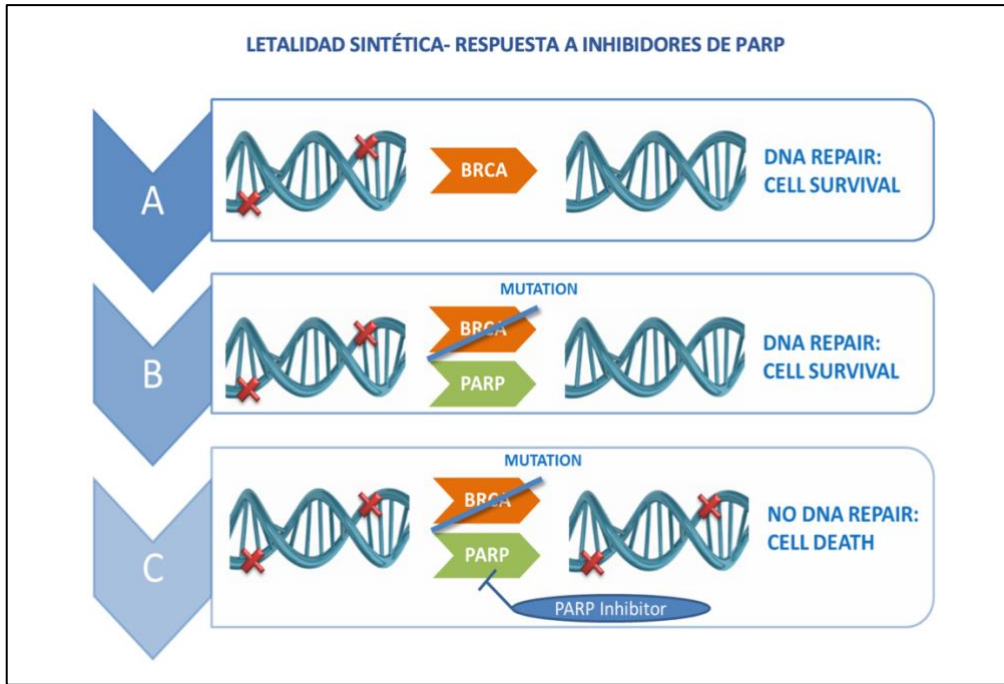 LETALIDAD SINTÉTICA- RESPUESTA A INHIBIDORES DE PARP
A
BRCA
DNA REPAIR:
CELL SURVIVAL
B
MUTATION
BRCA
PARP
DNA REPAIR:
CELL SURVIVAL
C
MUTATION
BRCA
PARP
PARP Inhibitor
NO DNA REPAIR:
CELL DEATH